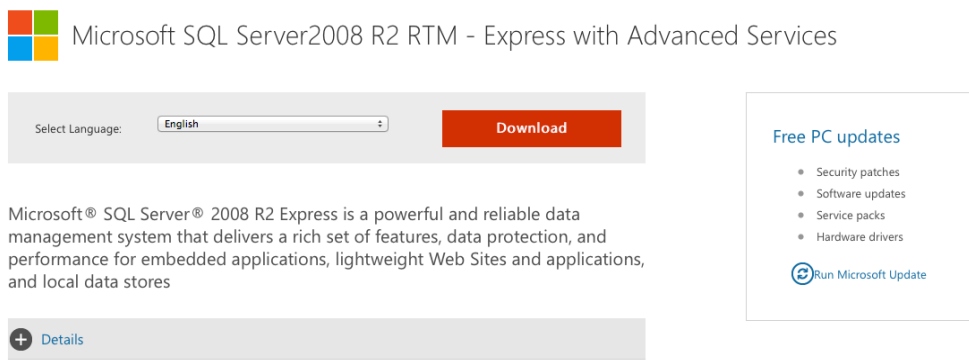 Microsoft SQL Server2008 R2 RTM - Express with Advanced Services
Select Language:
English
Download
Microsoft® SQL Server® 2008 R2 Express is a powerful and reliable data
management system that delivers a rich set of features, data protection, and
performance for embedded applications, lightweight Web Sites and applications,
and local data stores
Details
Free PC updates
Security patches
Software updates
Service packs
Hardware drivers
Run Microsoft Update